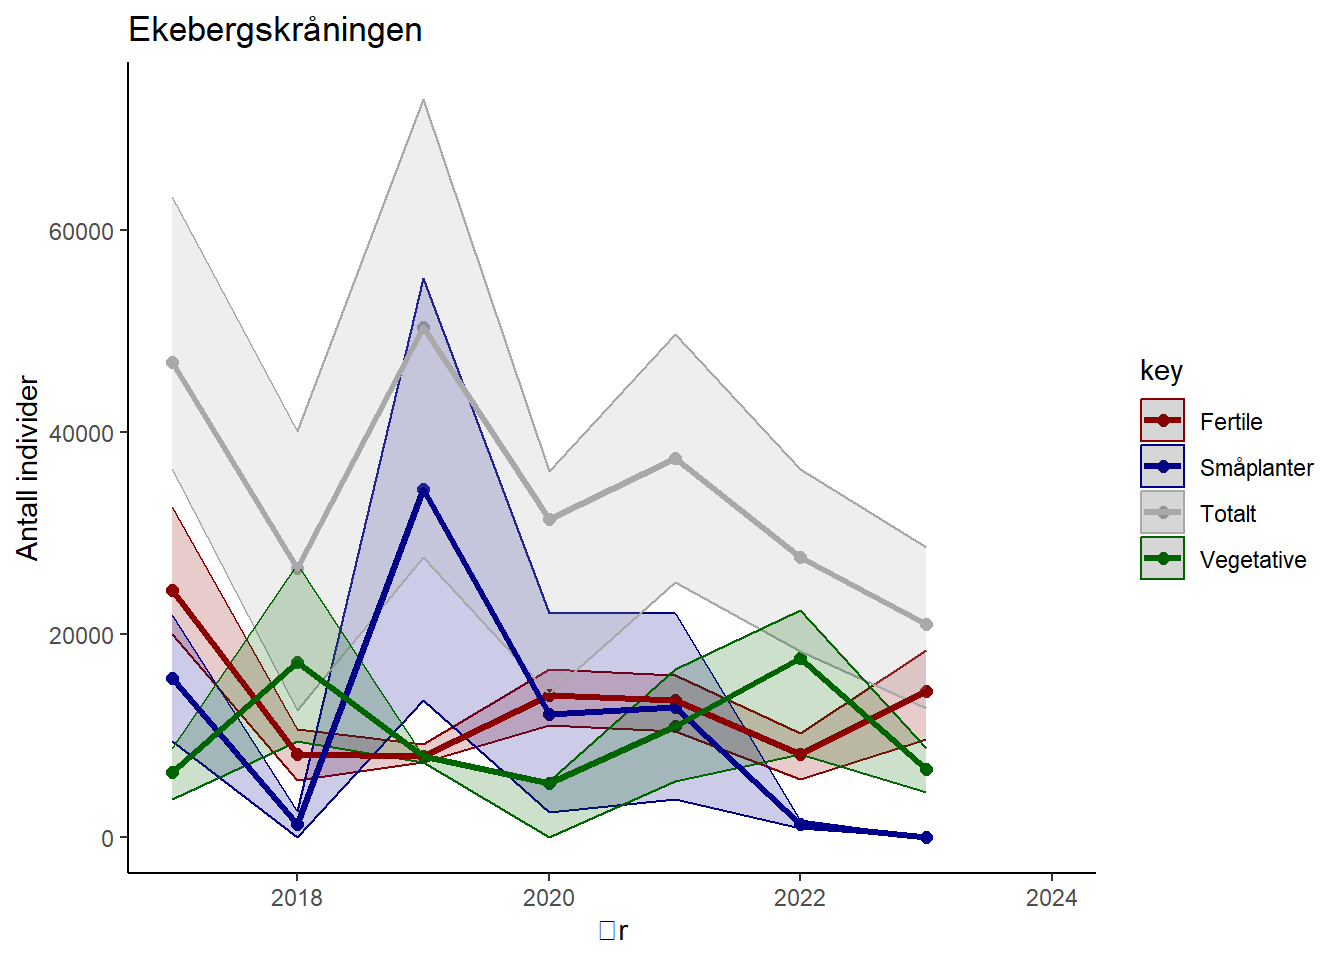 Ekebergskråningen
Antall individer
60000
40000
20000
0
2018 2020 2022 2024
□r
key
Fertile
Småplanter
Totalt
Vegetative